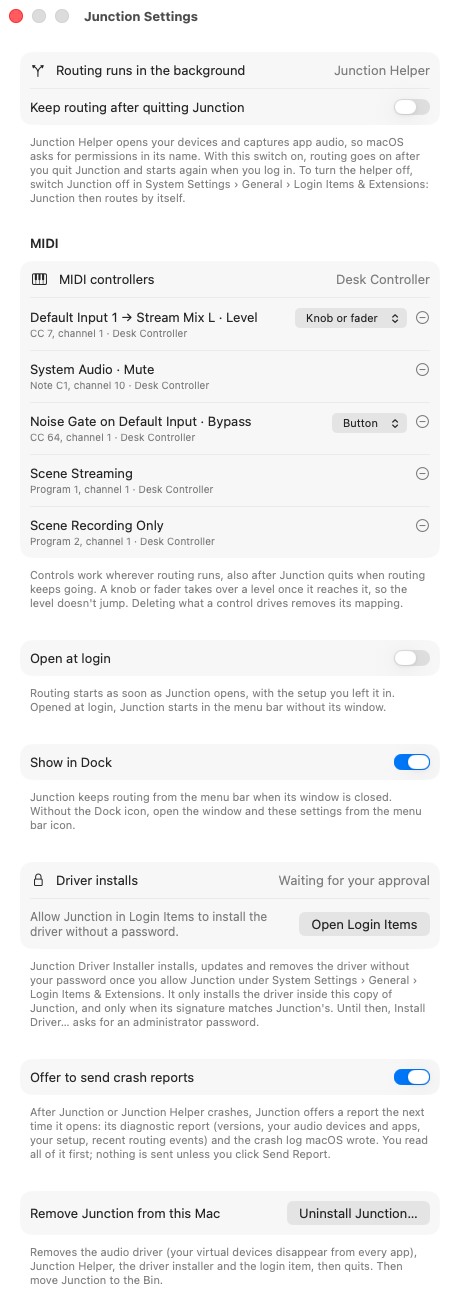 Junction Settings
Routing runs in the background Junction Helper
Keep routing after quitting Junction
Junction Helper opens your devices and captures app audio, so macOS
asks for permissions in its name. With this switch on, routing goes on after
you quit Junction and starts again when you log in. To turn the helper off,
switch Junction off in System Settings › General › Login Items & Extensions:
Junction then routes by itself.
MIDI
MIDI controllers Desk Controller
Default Input 1 → Stream Mix L · Level Knob or fader
CC 7, channel 1 · Desk Controller
System Audio · Mute
Note C1, channel 10 · Desk Controller
Noise Gate on Default Input · Bypass Button
CC 64, channel 1 · Desk Controller
Scene Streaming
Program 1, channel 1 · Desk Controller
Scene Recording Only
Program 2, channel 1 · Desk Controller
Controls work wherever routing runs, also after Junction quits when routing
keeps going. A knob or fader takes over a level once it reaches it, so the
level doesn't jump. Deleting what a control drives removes its mapping.
Open at login
Routing starts as soon as Junction opens, with the setup you left it in.
Opened at login, Junction starts in the menu bar without its window.
Show in Dock
Junction keeps routing from the menu bar when its window is closed.
Without the Dock icon, open the window and these settings from the menu
bar icon.
Driver installs Waiting for your approval
Allow Junction in Login Items to install the
driver without a password.
Open Login Items
Junction Driver Installer installs, updates and removes the driver without
your password once you allow Junction under System Settings › General ›
Login Items & Extensions. It only installs the driver inside this copy of
Junction, and only when its signature matches Junction's. Until then, Install
Driver… asks for an administrator password.
Offer to send crash reports
After Junction or Junction Helper crashes, Junction offers a report the next
time it opens: its diagnostic report (versions, your audio devices and apps,
your setup, recent routing events) and the crash log macOS wrote. You read
all of it first; nothing is sent unless you click Send Report.
Remove Junction from this Mac Uninstall Junction…
Removes the audio driver (your virtual devices disappear from every app),
Junction Helper, the driver installer and the login item, then quits. Then
move Junction to the Bin.